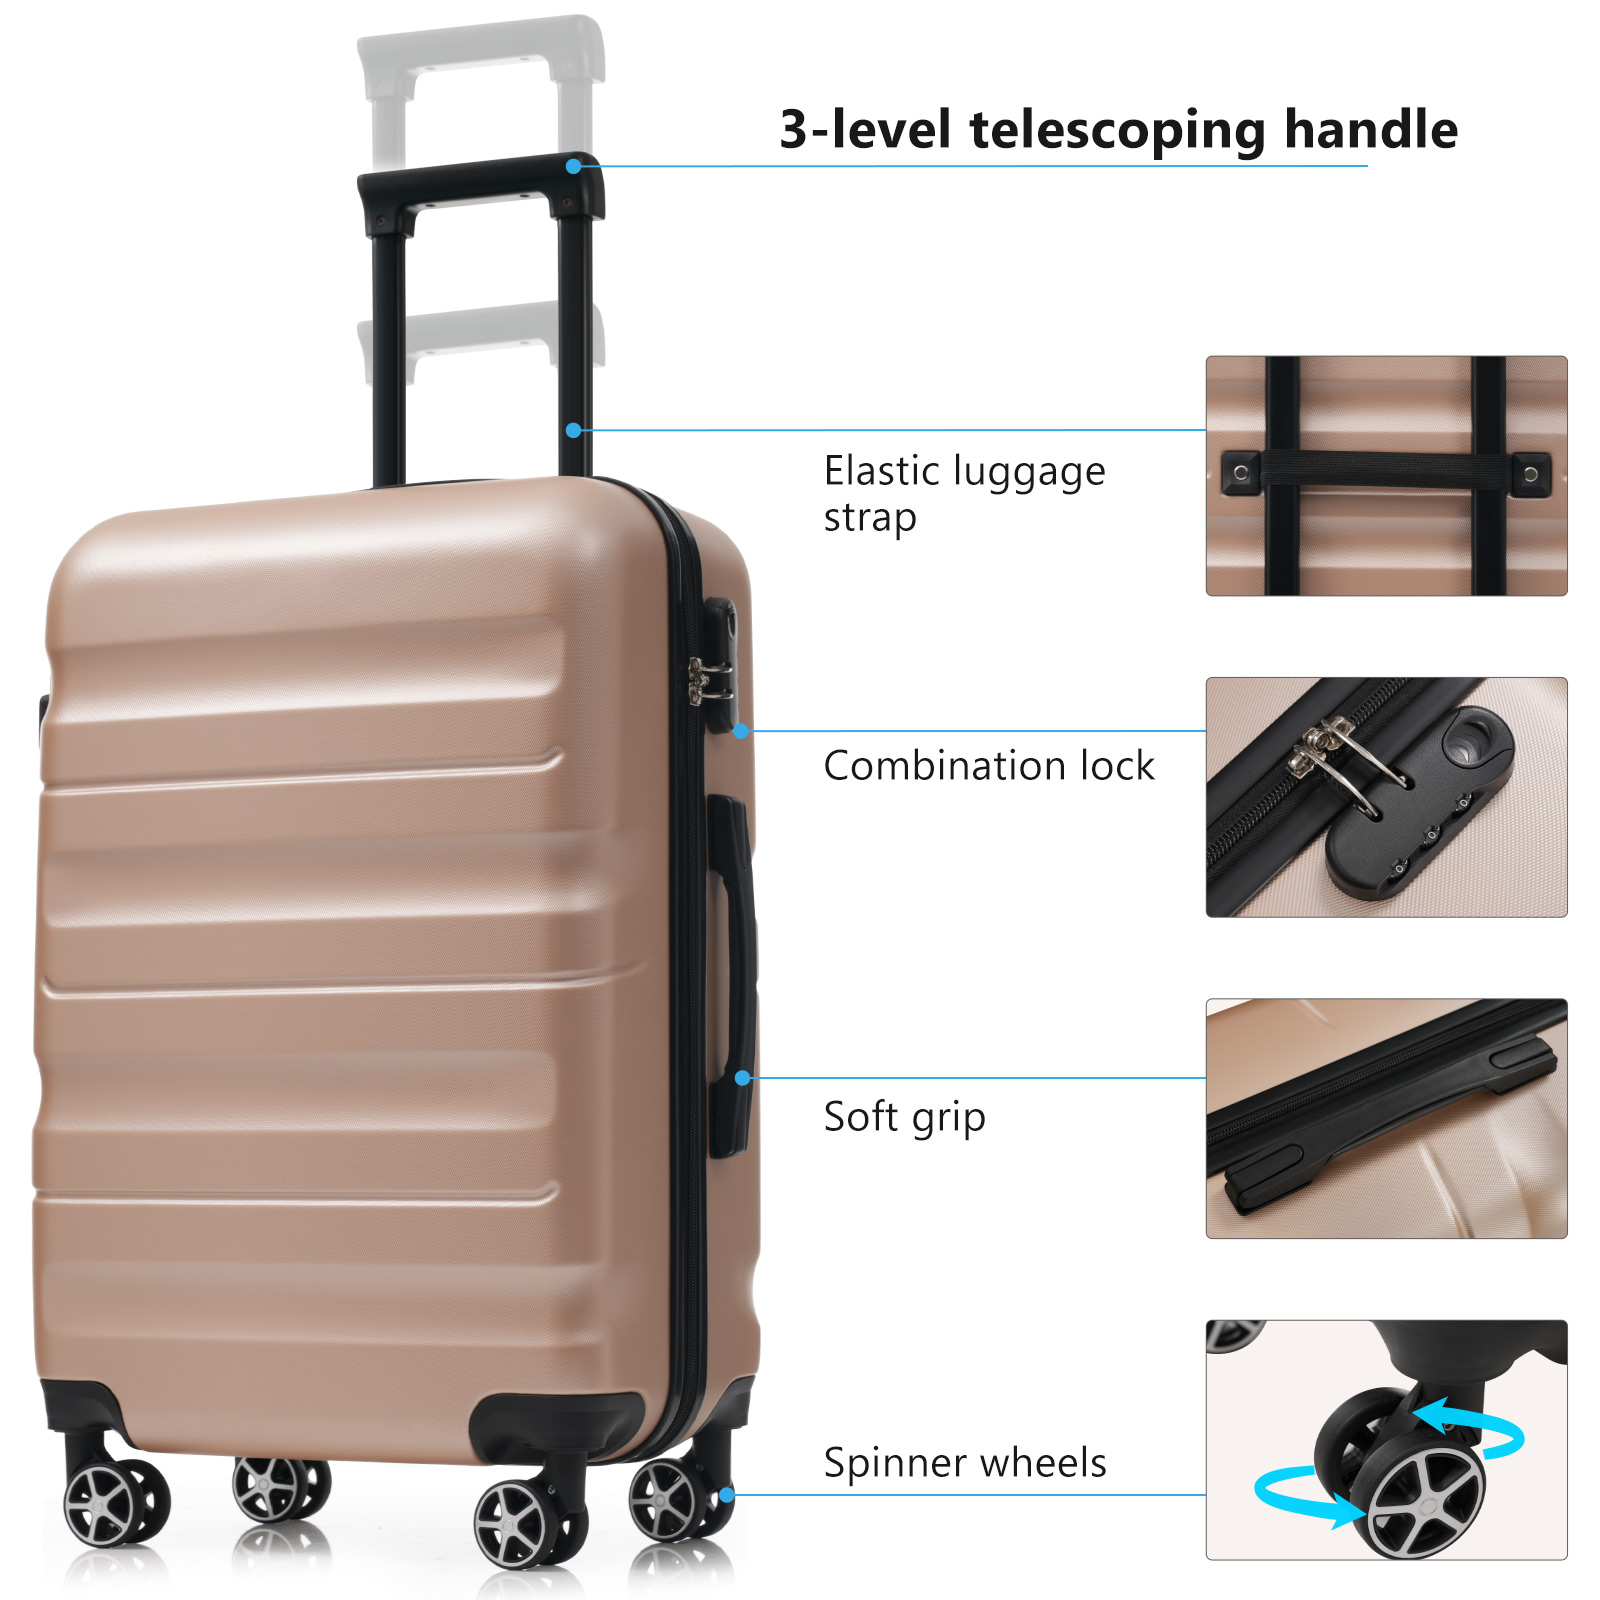 3-level telescoping handle
Elastic luggage
strap
Combination lock
Soft grip
Spinner wheels